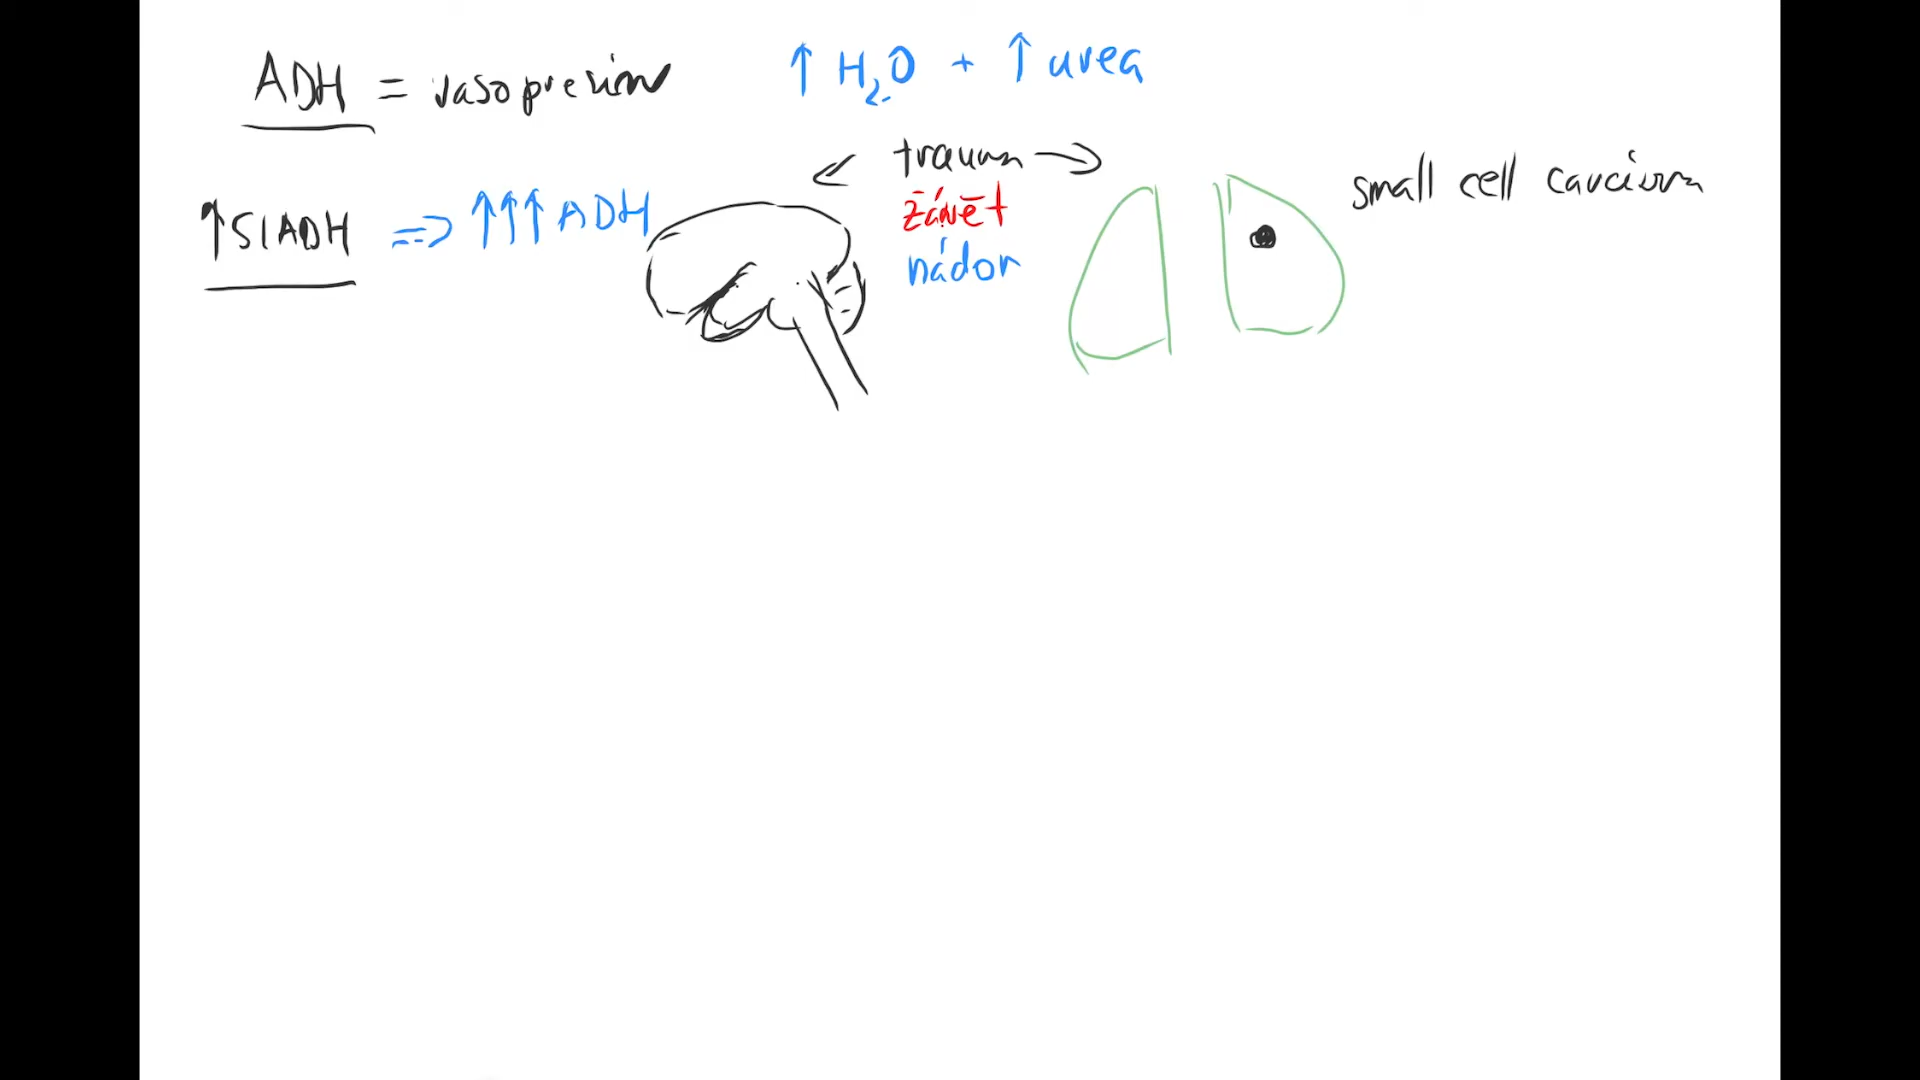 ADH = vasopresin ↑ H₂O + ↑ urea
← trauma →
small cell carcinom
↑SIADH => ↑↑↑ ADH
zánět
nádor